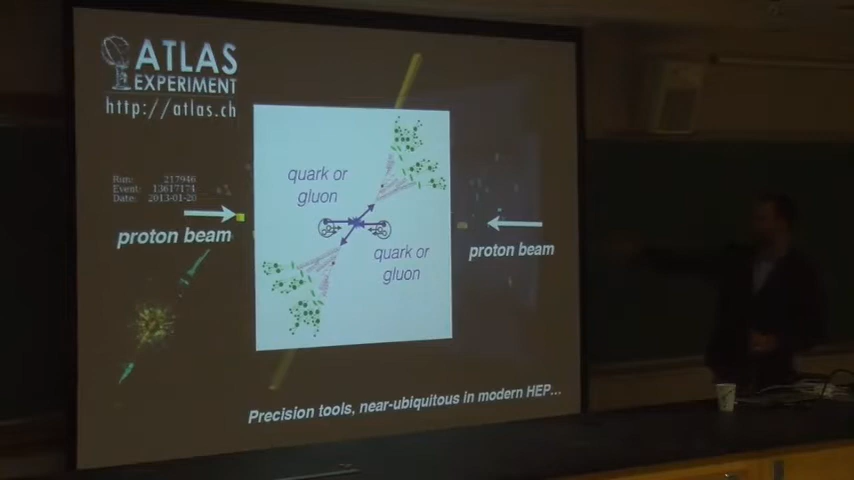 ATLAS
EXPERIMENT
http://atlas.ch
Run: 217946
Event: 13617174
Date: 2013-01-20
quark or
gluon
proton beam
quark or
gluon
proton beam
Precision tools, near-ubiquitous in modern HEP...